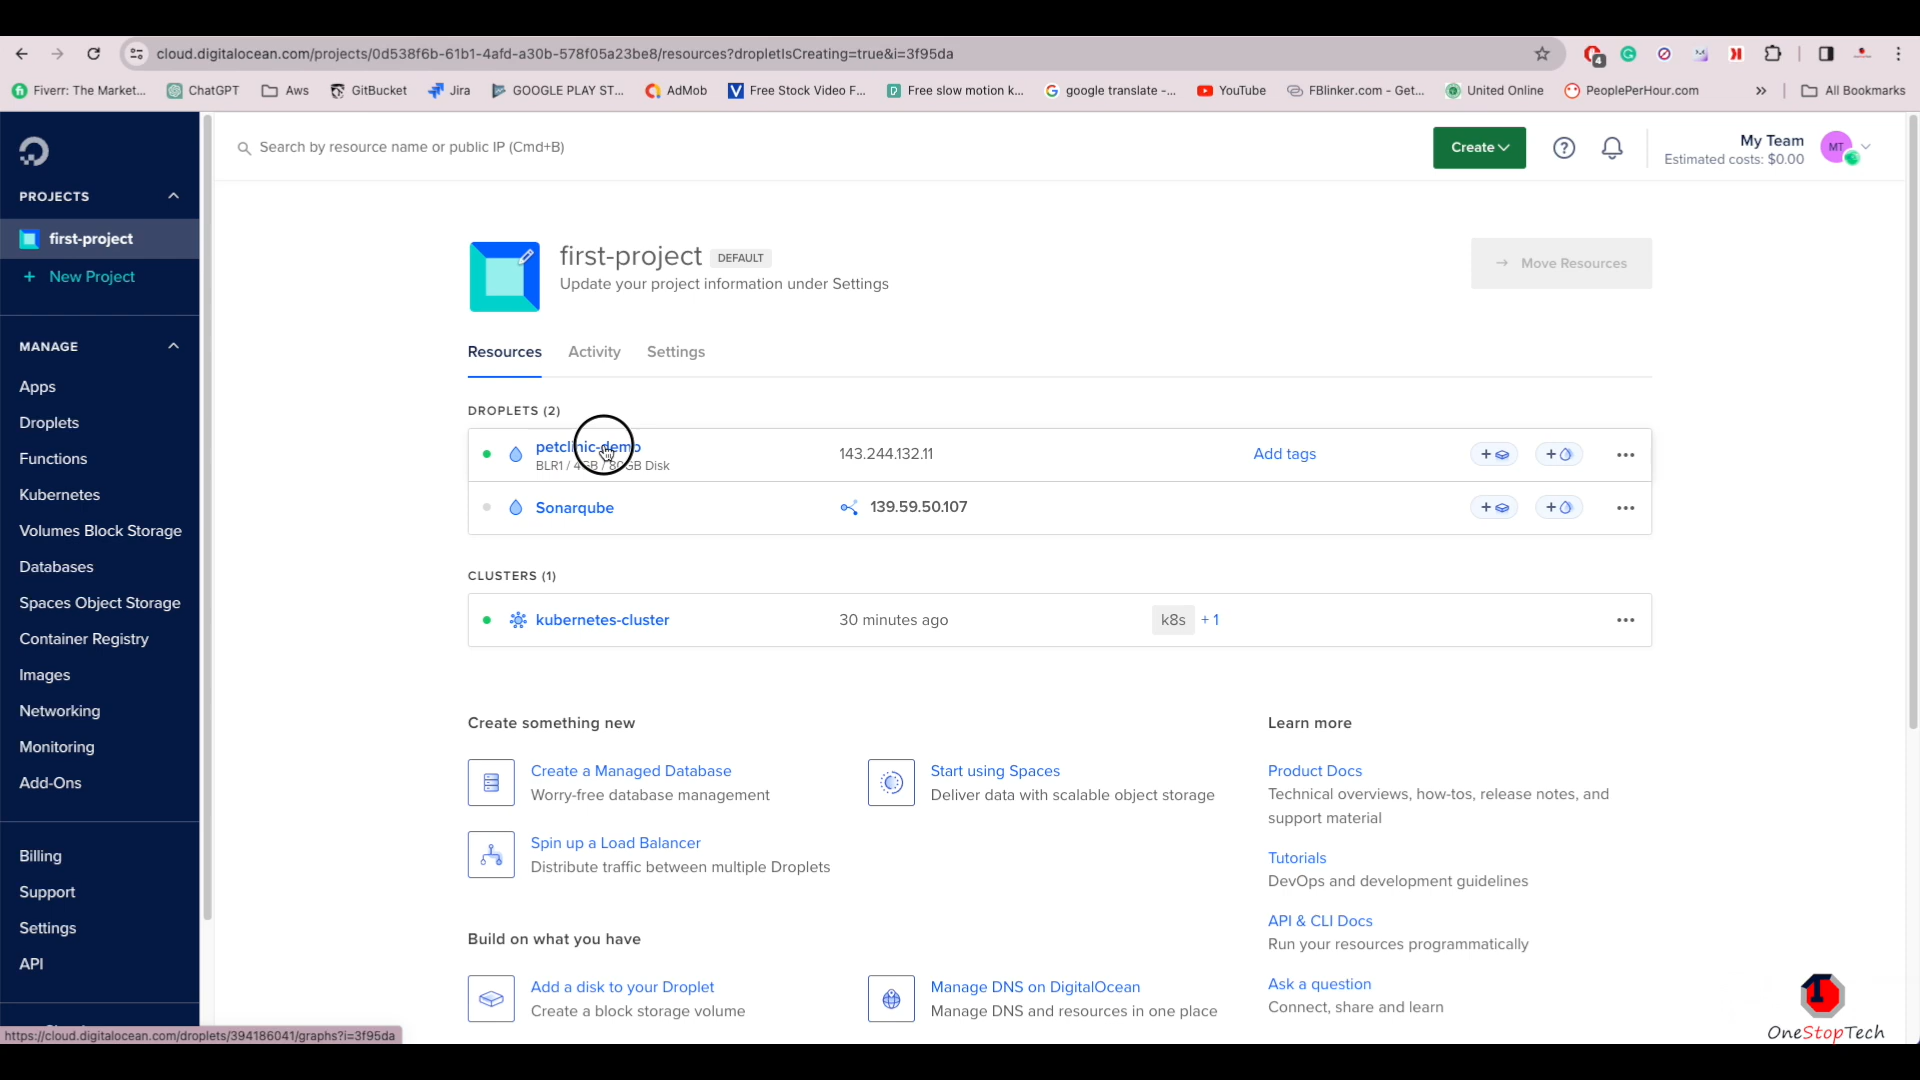 cloud.digitalocean.com/projects/0d538f6b-61b1-4afd-a30b-578f05a23be8/resources?dropletIsCreating=true&i=3f95da
4
Fiverr: The Market...
ChatGPT
Aws
GitBucket
Jira
GOOGLE PLAY ST...
AdMob
Free Stock Video F...
Free slow motion k...
google translate -...
YouTube
FBlinker.com - Get...
United Online
PeoplePerHour.com
»
All Bookmarks
Search by resource name or public IP (Cmd+B)
Create
My Team
Estimated costs: $0.00
MT
PROJECTS
first-project
+ New Project
MANAGE
Apps
Droplets
Functions
Kubernetes
Volumes Block Storage
Databases
Spaces Object Storage
Container Registry
Images
Networking
Monitoring
Add-Ons
Billing
Support
Settings
API
first-project DEFAULT
Update your project information under Settings
→ Move Resources
Resources
Activity
Settings
DROPLETS (2)
petclinic-demo
BLR1 / 4GB / 80GB Disk
143.244.132.11
Add tags
Sonarqube
139.59.50.107
CLUSTERS (1)
kubernetes-cluster
30 minutes ago
k8s
+ 1
Create something new
Create a Managed Database
Worry-free database management
Start using Spaces
Deliver data with scalable object storage
Spin up a Load Balancer
Distribute traffic between multiple Droplets
Build on what you have
Add a disk to your Droplet
Create a block storage volume
Manage DNS on DigitalOcean
Manage DNS and resources in one place
Learn more
Product Docs
Technical overviews, how-tos, release notes, and
support material
Tutorials
DevOps and development guidelines
API & CLI Docs
Run your resources programmatically
Ask a question
Connect, share and learn
https://cloud.digitalocean.com/droplets/394186041/graphs?i=3f95da
1
OneStopTech